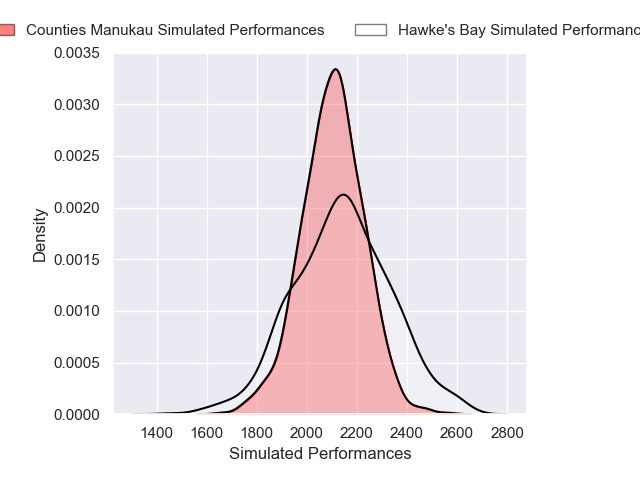 Counties Manukau Simulated Performances
Hawke's Bay Simulated
0.0035
0.0030
0.0025
0.0020
0.0015
0.0010
0.0005
0.0000
Density
1400 1600 1800 2000 2200 2400 2600 2800
Simulated Performances